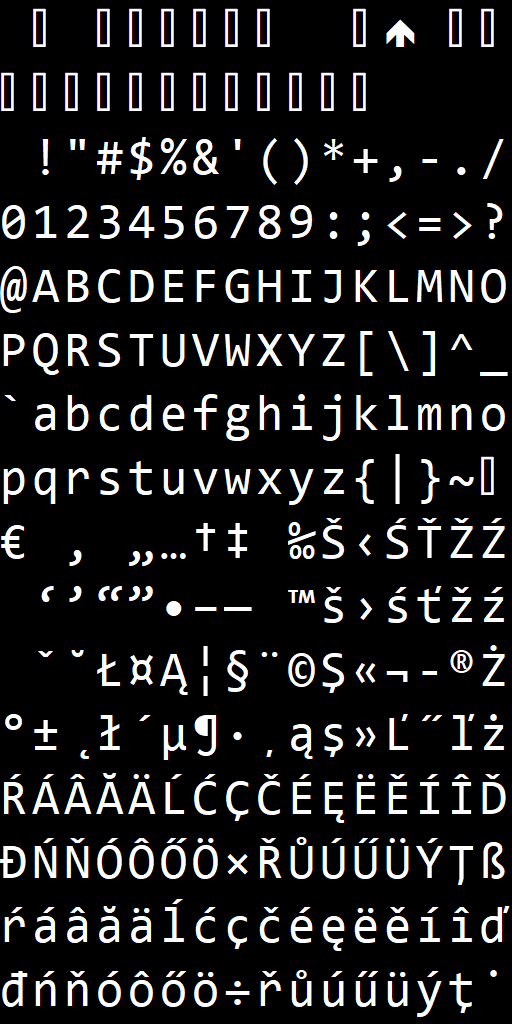 ▯ ▯▯▯▯▯▯ ▯🡅▯▯
▯▯▯▯▯▯▯▯▯▯▯▯
!"#$%&'()*+,-./
0123456789:;<=>?
@ABCDEFGHIJKLMNO
PQRSTUVWXYZ[\]^_
`abcdefghijklmno
pqrstuvwxyz{|}~▯
€ ‚ „…†‡ ‰Š‹ŚŤŽŹ
‘’“”•–— ™š›śťžź
ˇ˘Ł¤Ą¦§¨©Ş«¬-®Ż
°±˛ł´µ¶·¸ąş»Ľ˝ľż
ŔÁÂĂÄĹĆÇČÉĘËĚÍÎĎ
ĐŃŇÓÔŐÖ×ŘŮÚŰÜÝŢß
ŕáâăäĺćçčéęëěíîď
đńňóôőö÷řůúűüýţ˙